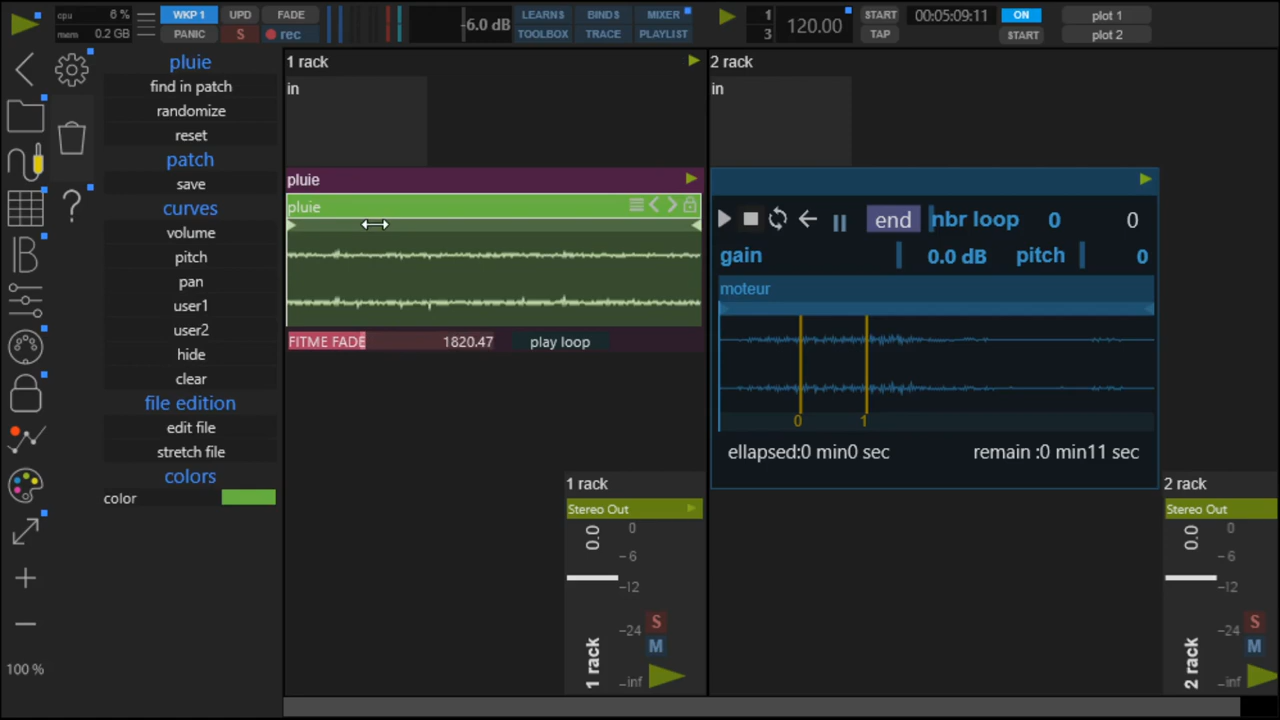 cpu 6 %
mem 0.2 GB
WKP 1
PANIC
UPD
S
FADE
rec
-6.0 dB
LEARNS
TOOLBOX
BINDS
TRACE
MIXER
PLAYLIST
1
3
120.00
START
TAP
00:05:09:11
ON
START
plot 1
plot 2
pluie
find in patch
randomize
reset
patch
save
curves
volume
pitch
pan
user1
user2
hide
clear
file edition
edit file
stretch file
colors
color
100 %
1 rack
in
pluie
pluie
FITME FADE 1820.47 play loop
1 rack
Stereo Out
0.0
0
-6
-12
-24
-inf
S
M
1 rack
2 rack
in
end nbr loop 0 0
gain 0.0 dB pitch 0
moteur
0 1
ellapsed:0 min0 sec remain :0 min11 sec
2 rack
Stereo Out
0.0
0
-6
-12
-24
-inf
S
M
2 rack